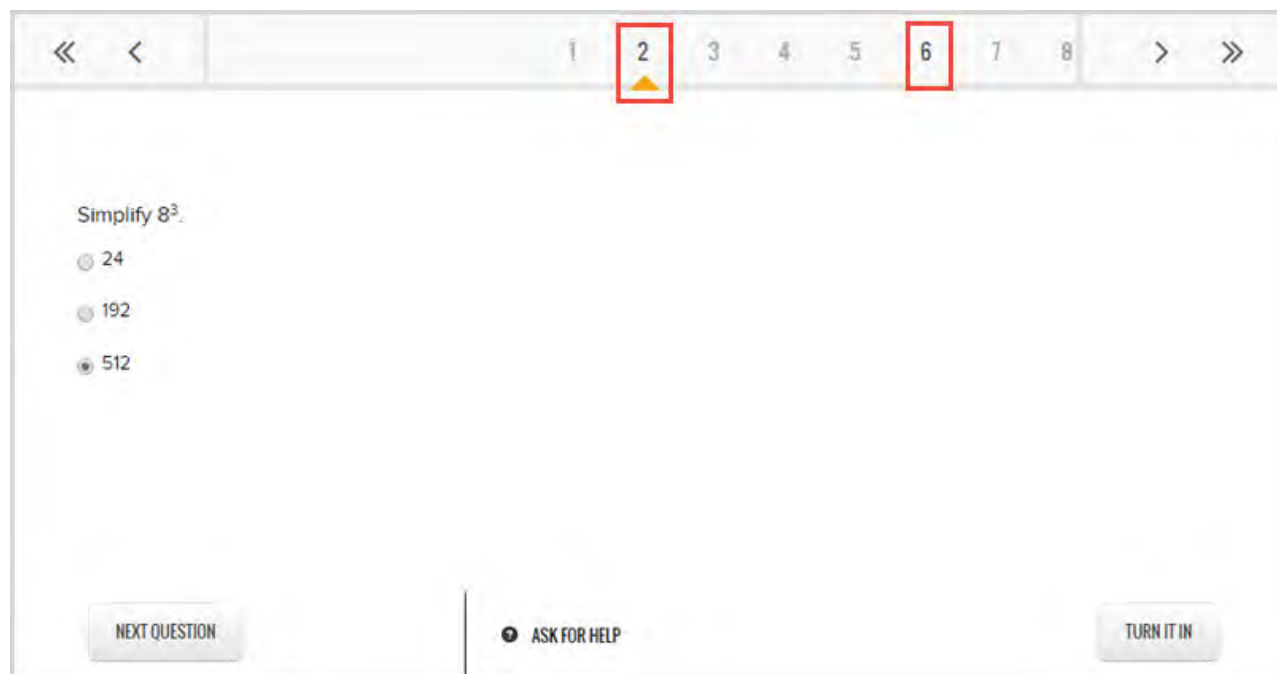 « < 1 2 3 4 5 6 7 8 > »
Simplify 8³.
24
192
512
NEXT QUESTION
? ASK FOR HELP
TURN IT IN